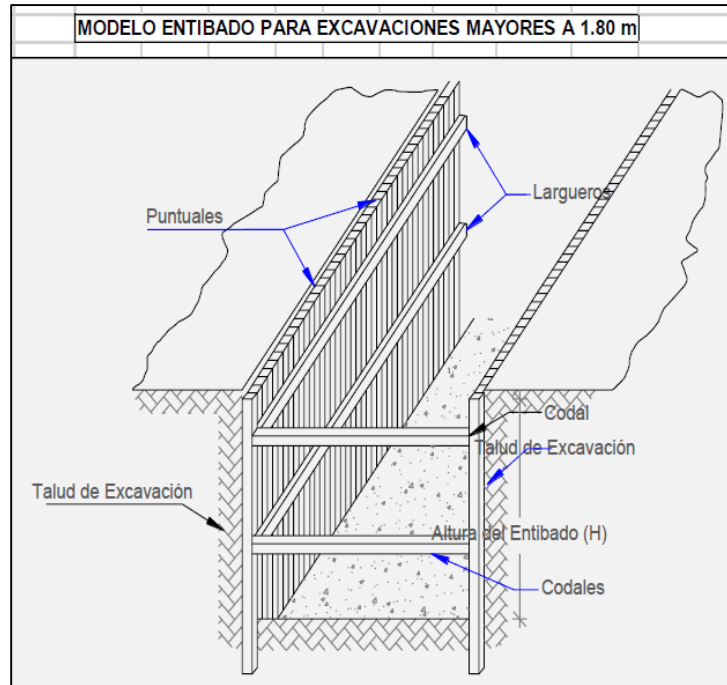 MODELO ENTIBADO PARA EXCAVACIONES MAYORES A 1.80 m
Largueros
Puntuales
Codal
Talud de Excavación
Talud de Excavación
Altura del Entibado (H)
Codales